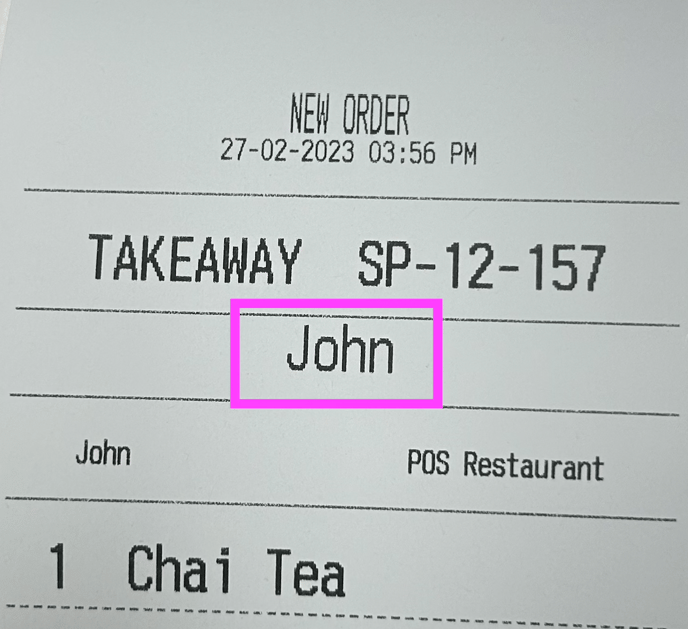 NEW ORDER
27-02-2023 03:56 PM
TAKEAWAY SP-12-157
John
John POS Restaurant
1 Chai Tea